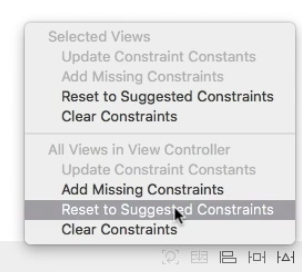 Selected Views
Update Constraint Constants
Add Missing Constraints
Reset to Suggested Constraints
Clear Constraints
All Views in View Controller
Update Constraint Constants
Add Missing Constraints
Reset to Suggested Constraints
Clear Constraints